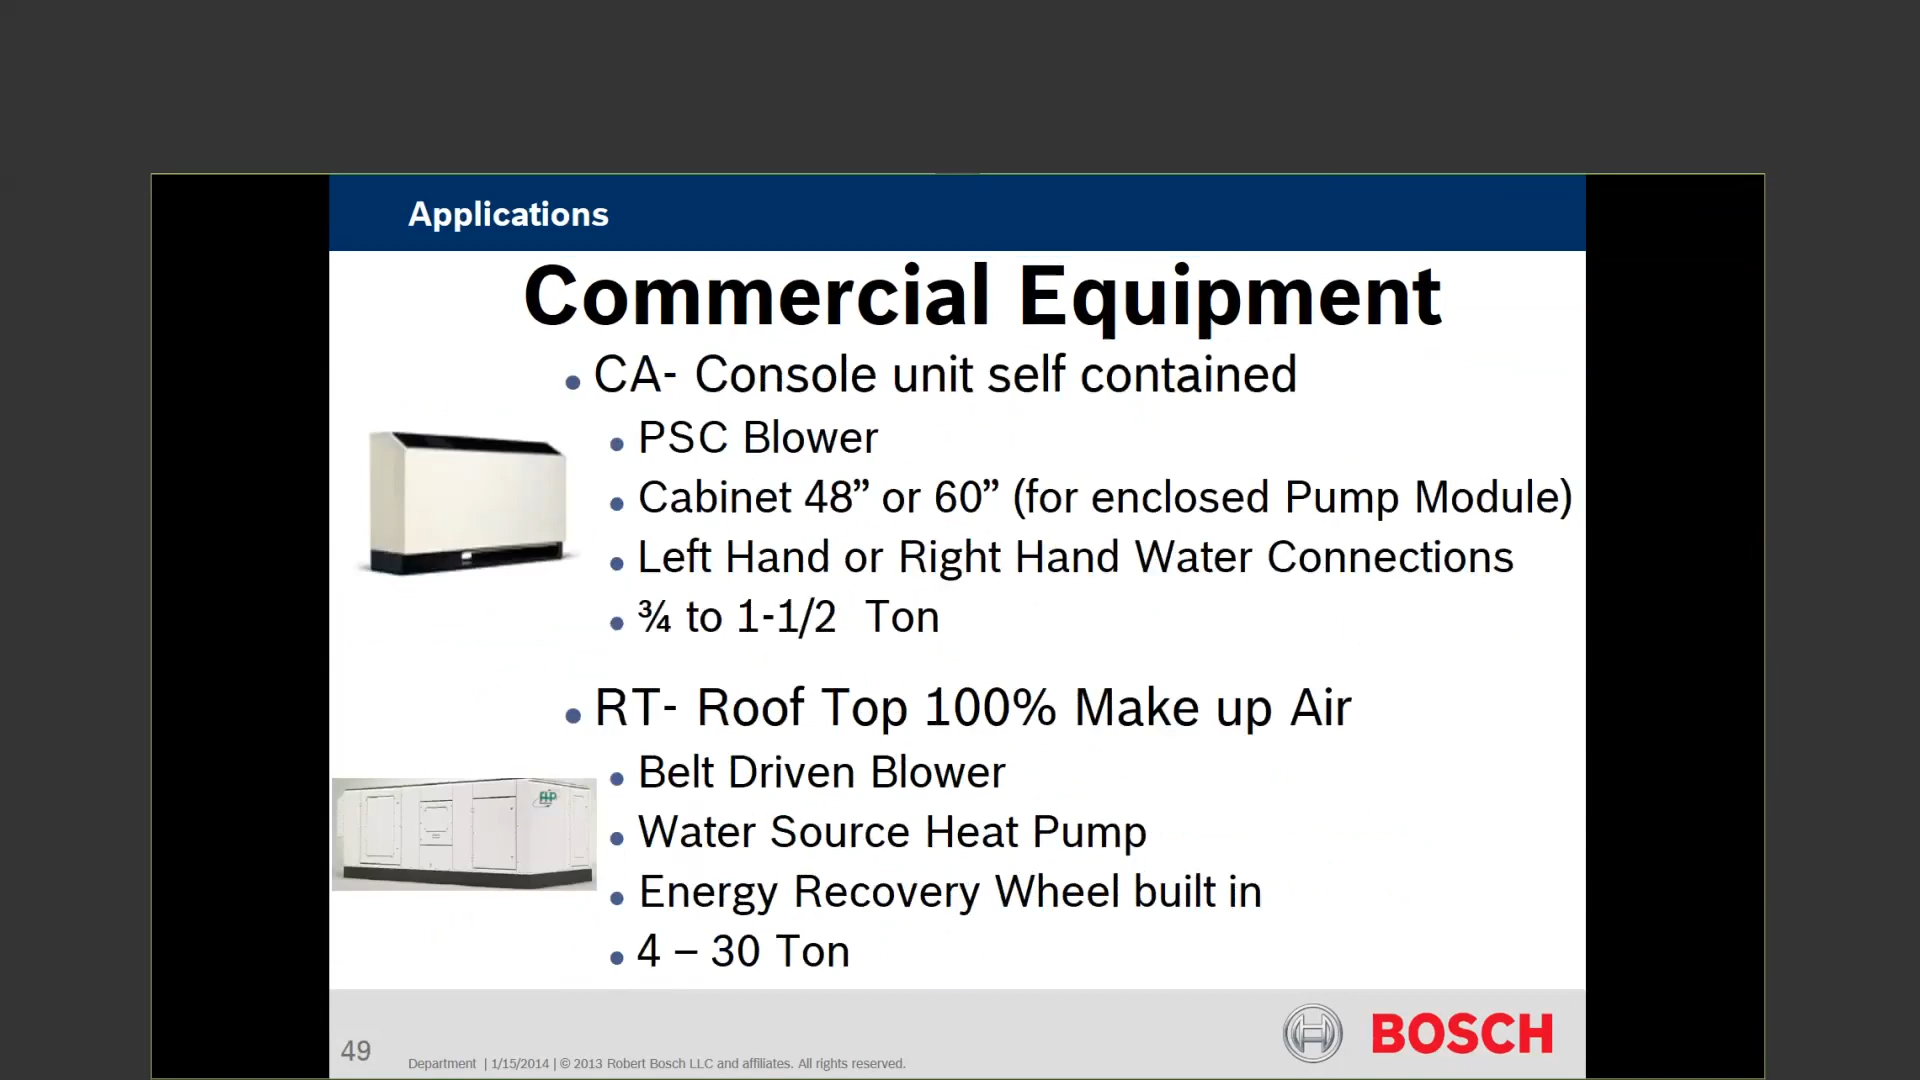 Applications
Commercial Equipment
CA- Console unit self contained
PSC Blower
Cabinet 48” or 60” (for enclosed Pump Module)
Left Hand or Right Hand Water Connections
¾ to 1-1/2 Ton
RT- Roof Top 100% Make up Air
Belt Driven Blower
FHP
Water Source Heat Pump
Energy Recovery Wheel built in
4 – 30 Ton
BOSCH
49
Department | 1/15/2014 | © 2013 Robert Bosch LLC and affiliates. All rights reserved.